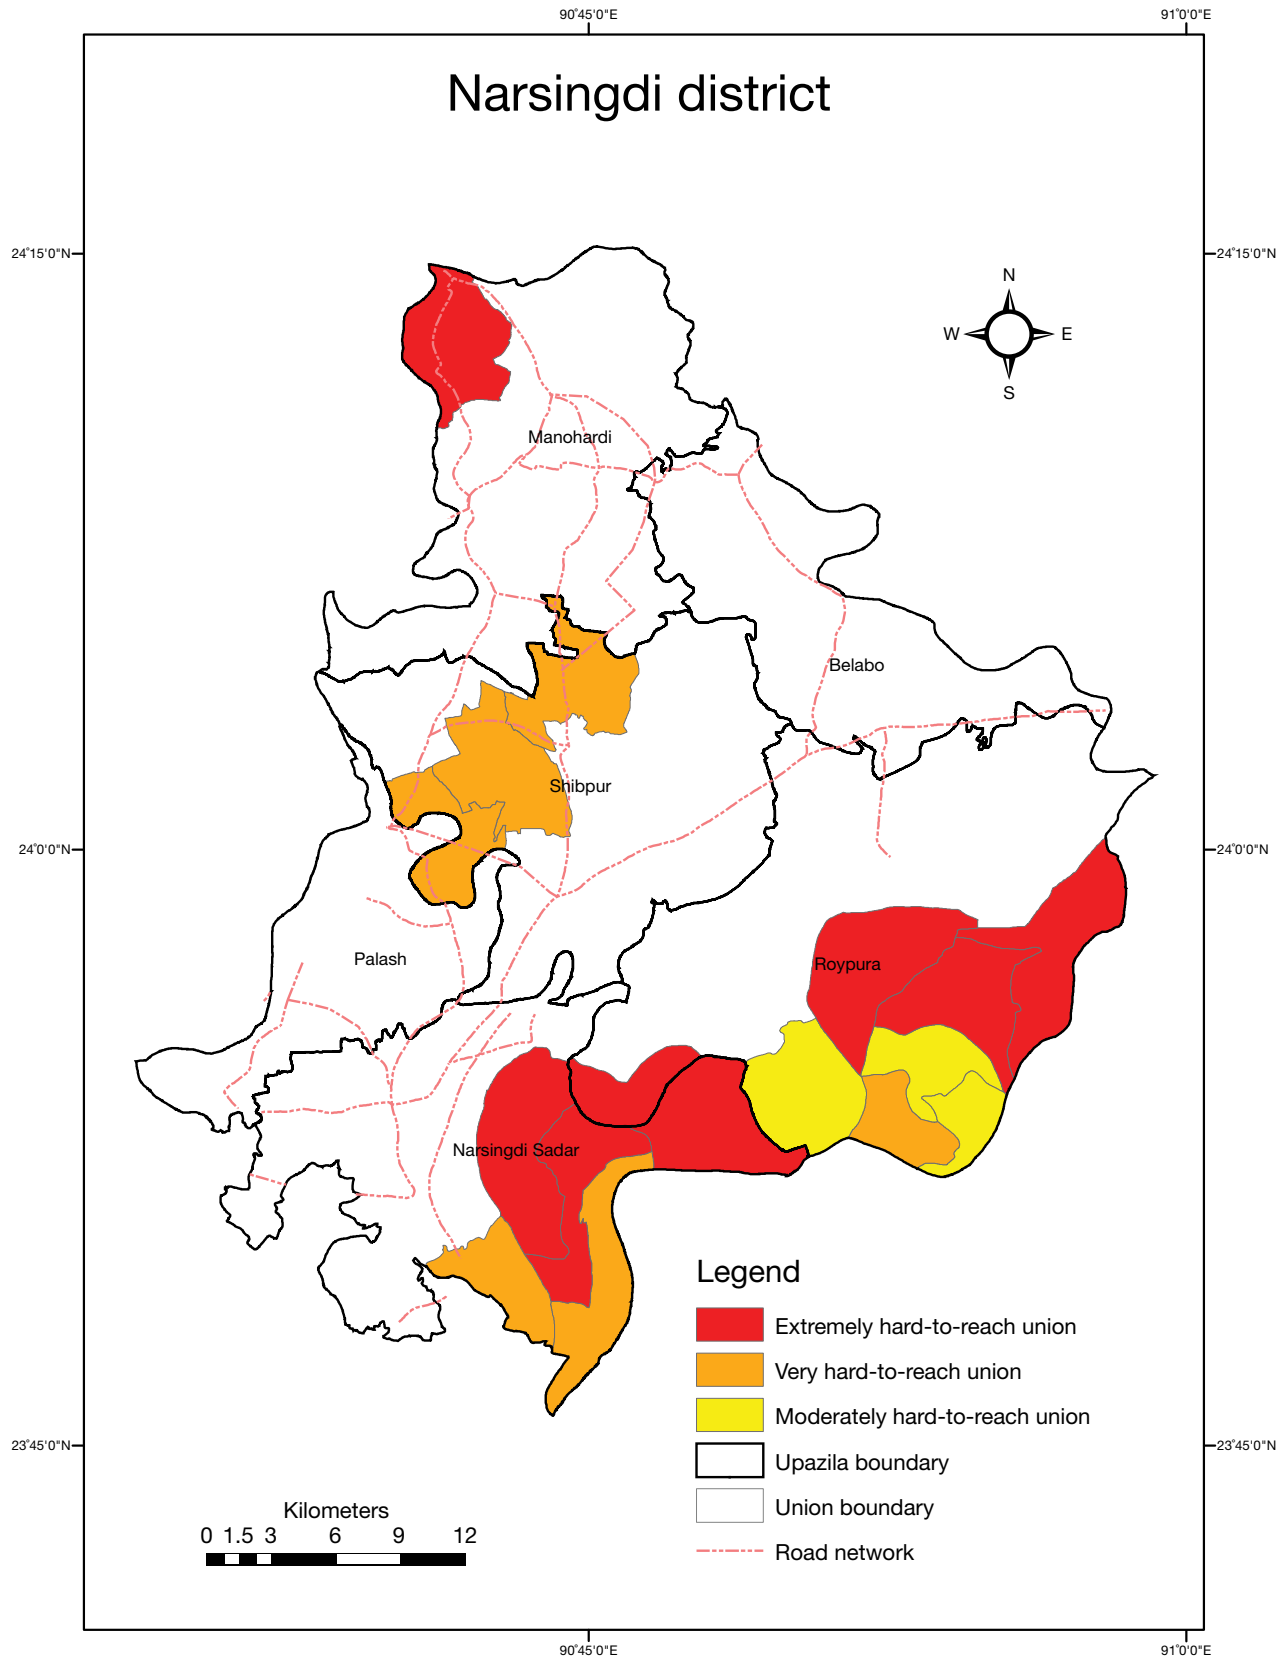 90°45'0"E
91°0'0"E
Narsingdi district
24°15'0"N
24°15'0"N
N
W
E
S
Manohardi
Belabo
Shibpur
24°0'0"N
24°0'0"N
Palash
Roypura
Narsingdi Sadar
Legend
Extremely hard-to-reach union
Very hard-to-reach union
Moderately hard-to-reach union
23°45'0"N
23°45'0"N
Upazila boundary
Union boundary
Road network
Kilometers
0 1.5 3 6 9 12
90°45'0"E
91°0'0"E